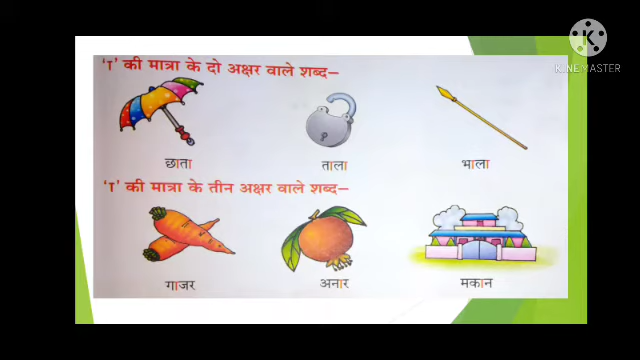 KINEMASTER
'ा' की मात्रा के दो अक्षर वाले शब्द–
छाता ताला भाला
'ा' की मात्रा के तीन अक्षर वाले शब्द–
गाजर अनार मकान